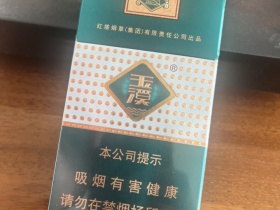 红塔烟草(集团)有限责任公司出品
玉溪®
本公司提示
吸烟有害健康
请勿在禁烟场